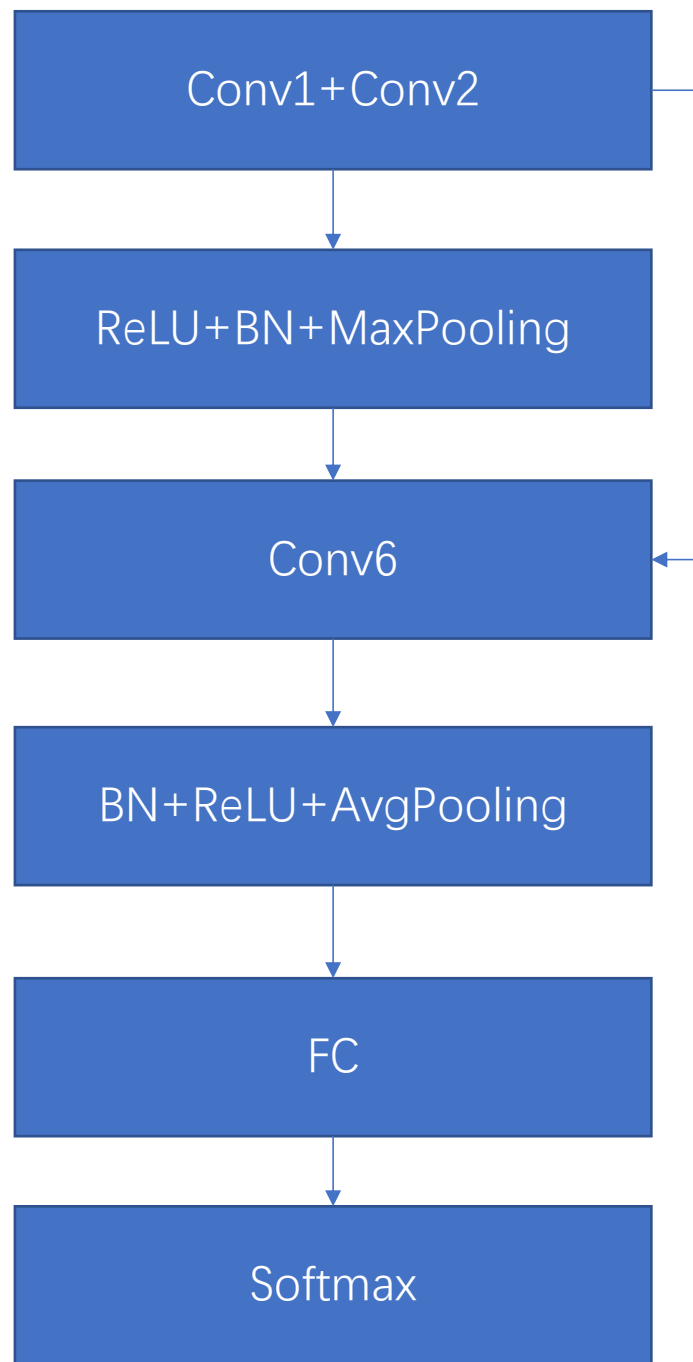 Conv1+Conv2
ReLU+BN+MaxPooling
Conv6
BN+ReLU+AvgPooling
FC
Softmax